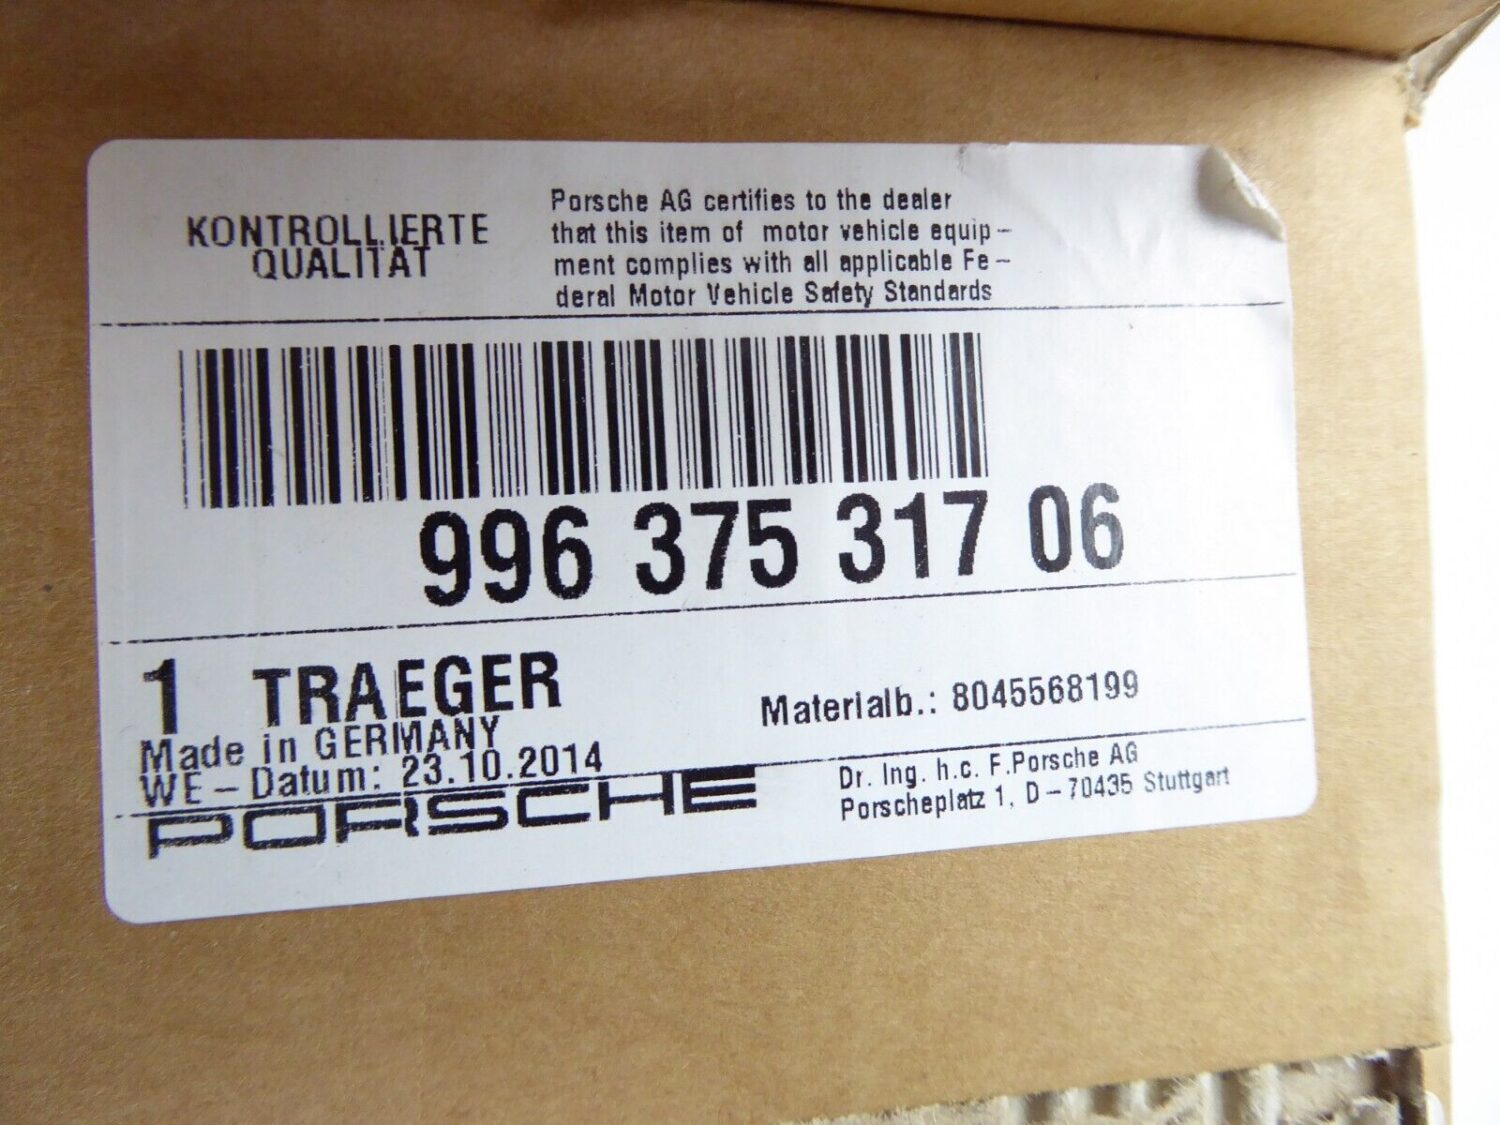 KONTROLLIERTE
QUALITÄT
Porsche AG certifies to the dealer
that this item of motor vehicle equip-
ment complies with all applicable Fe-
deral Motor Vehicle Safety Standards
996 375 317 06
1 TRAEGER
Made in GERMANY
WE-Datum: 23.10.2014
Materialb.: 8045568199
PORSCHE
Dr. Ing. h.c. F.Porsche AG
Porscheplatz 1, D-70435 Stuttgart